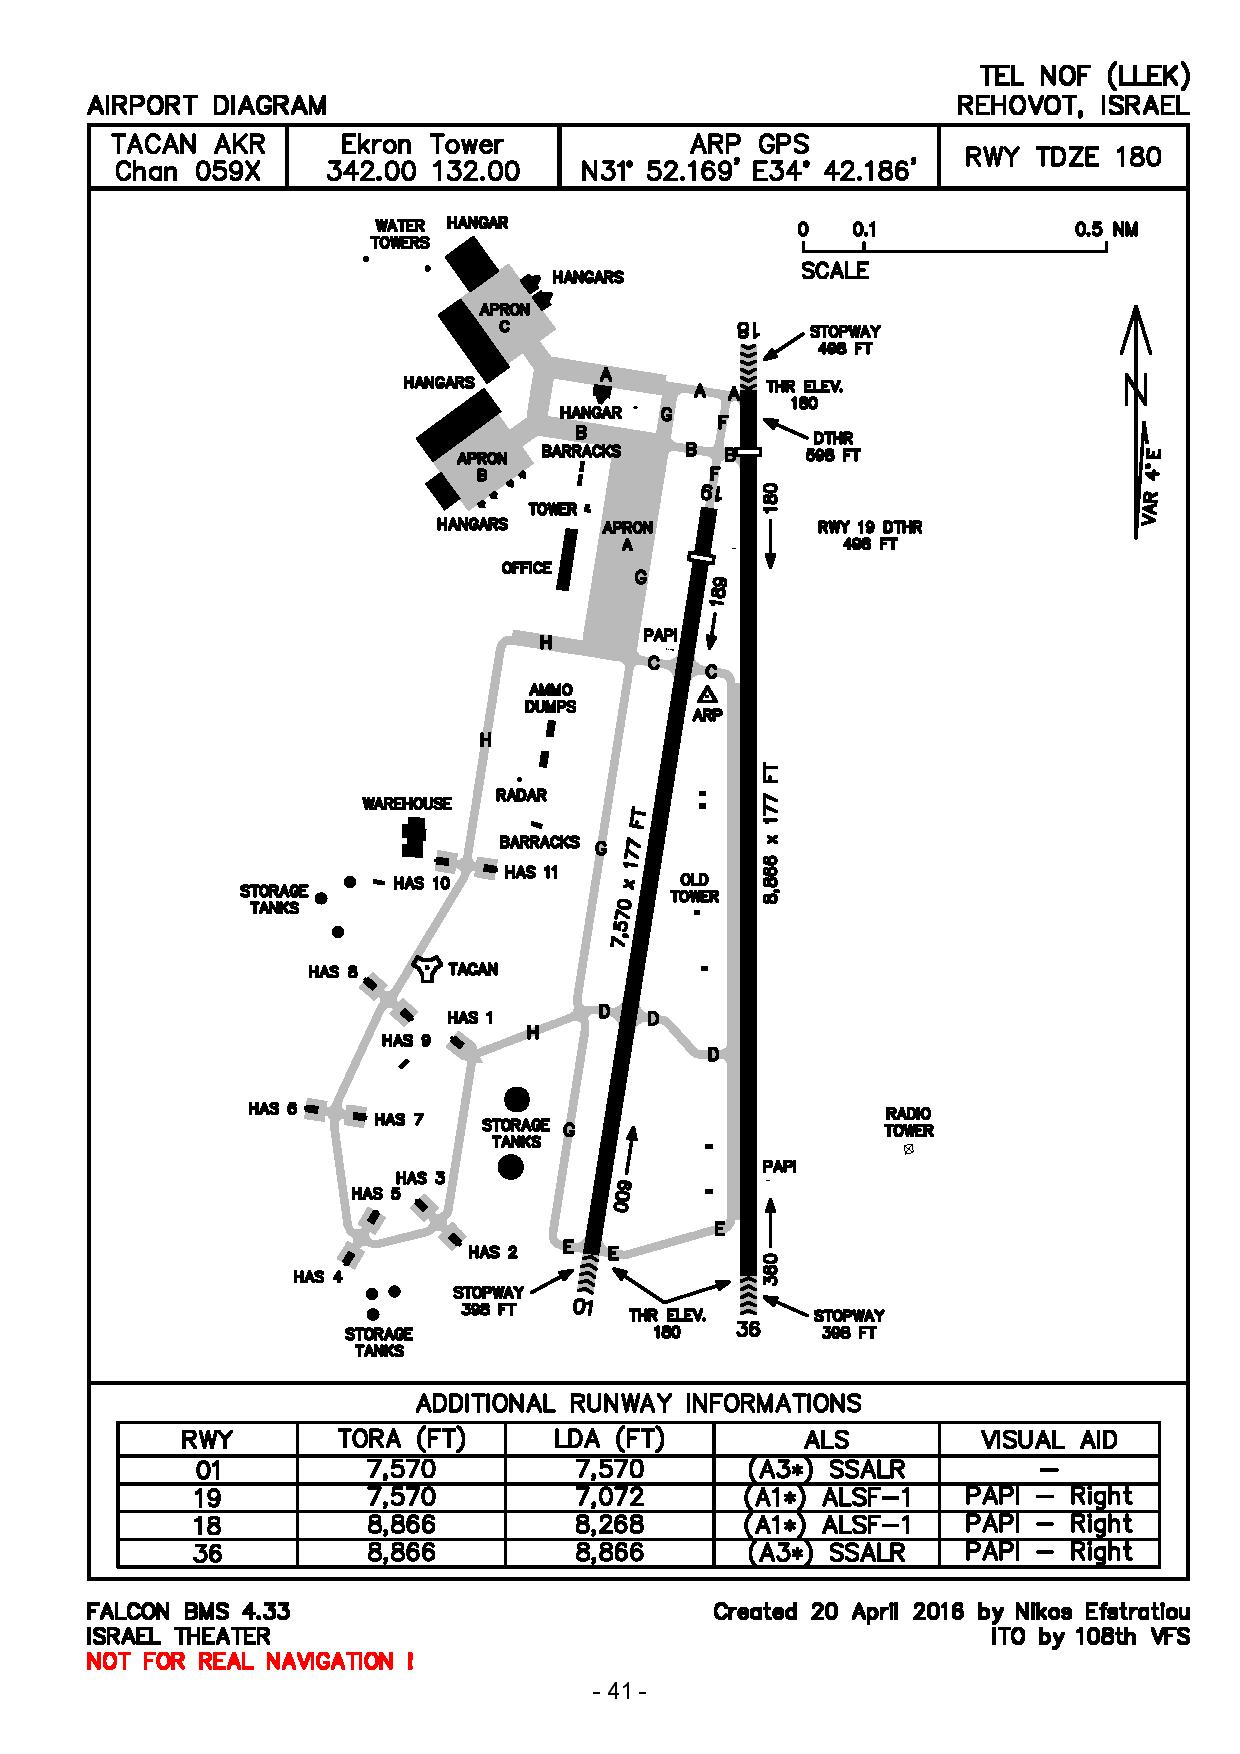 TEL NOF (LLEK)
AIRPORT DIAGRAM
REHOVOT, ISRAEL
TACAN AKR
Chan 059X
Ekron Tower
342.00 132.00
ARP GPS
N31° 52.169' E34° 42.186'
RWY TDZE 180
WATER
TOWERS
HANGAR
HANGARS
0 0.1 0.5 NM
SCALE
APRON
C
18
STOPWAY
498 FT
N
VAR 4° E
HANGARS
A
A
A
THR ELEV.
180
HANGAR
G
F
B
BARRACKS
B
B
DTHR
598 FT
APRON
B
F
19
180
TOWER
HANGARS
APRON
A
RWY 19 DTHR
498 FT
OFFICE
G
189
H
PAPI
C
C
AMMO
DUMPS
ARP
H
RADAR
WAREHOUSE
BARRACKS
G
7,570 x 177 FT
8,866 x 177 FT
HAS 11
HAS 10
OLD
TOWER
STORAGE
TANKS
HAS 8
TACAN
HAS 1
H
D
D
D
HAS 9
HAS 6
HAS 7
STORAGE
TANKS
G
RADIO
TOWER
PAPI
HAS 3
HAS 5
009
E
HAS 2
E
E
360
HAS 4
STOPWAY
398 FT
01
THR ELEV.
180
36
STOPWAY
398 FT
STORAGE
TANKS
ADDITIONAL RUNWAY INFORMATIONS
RWY TORA (FT) LDA (FT) ALS VISUAL AID
01 7,570 7,570 (A3*) SSALR –
19 7,570 7,072 (A1*) ALSF-1 PAPI - Right
18 8,866 8,268 (A1*) ALSF-1 PAPI - Right
36 8,866 8,866 (A3*) SSALR PAPI - Right
FALCON BMS 4.33
Created 20 April 2016 by Nikos Efstratiou
ISRAEL THEATER
ITO by 108th VFS
NOT FOR REAL NAVIGATION !
- 41 -